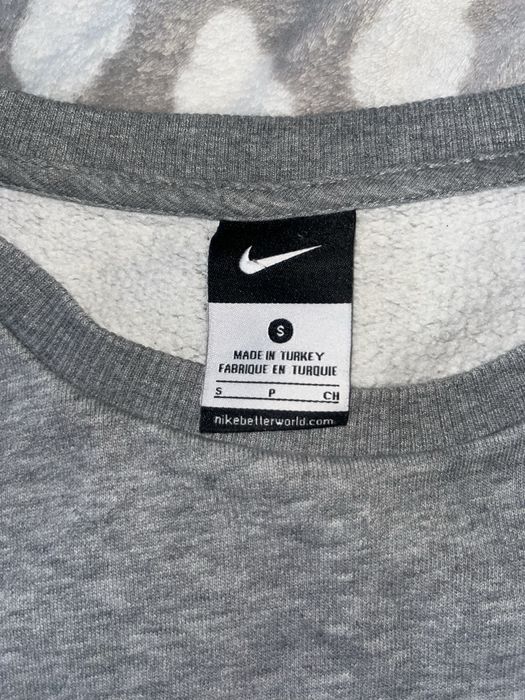 S
MADE IN TURKEY
FABRIQUE EN TURQUIE
S P CH
nikebetterworld.com